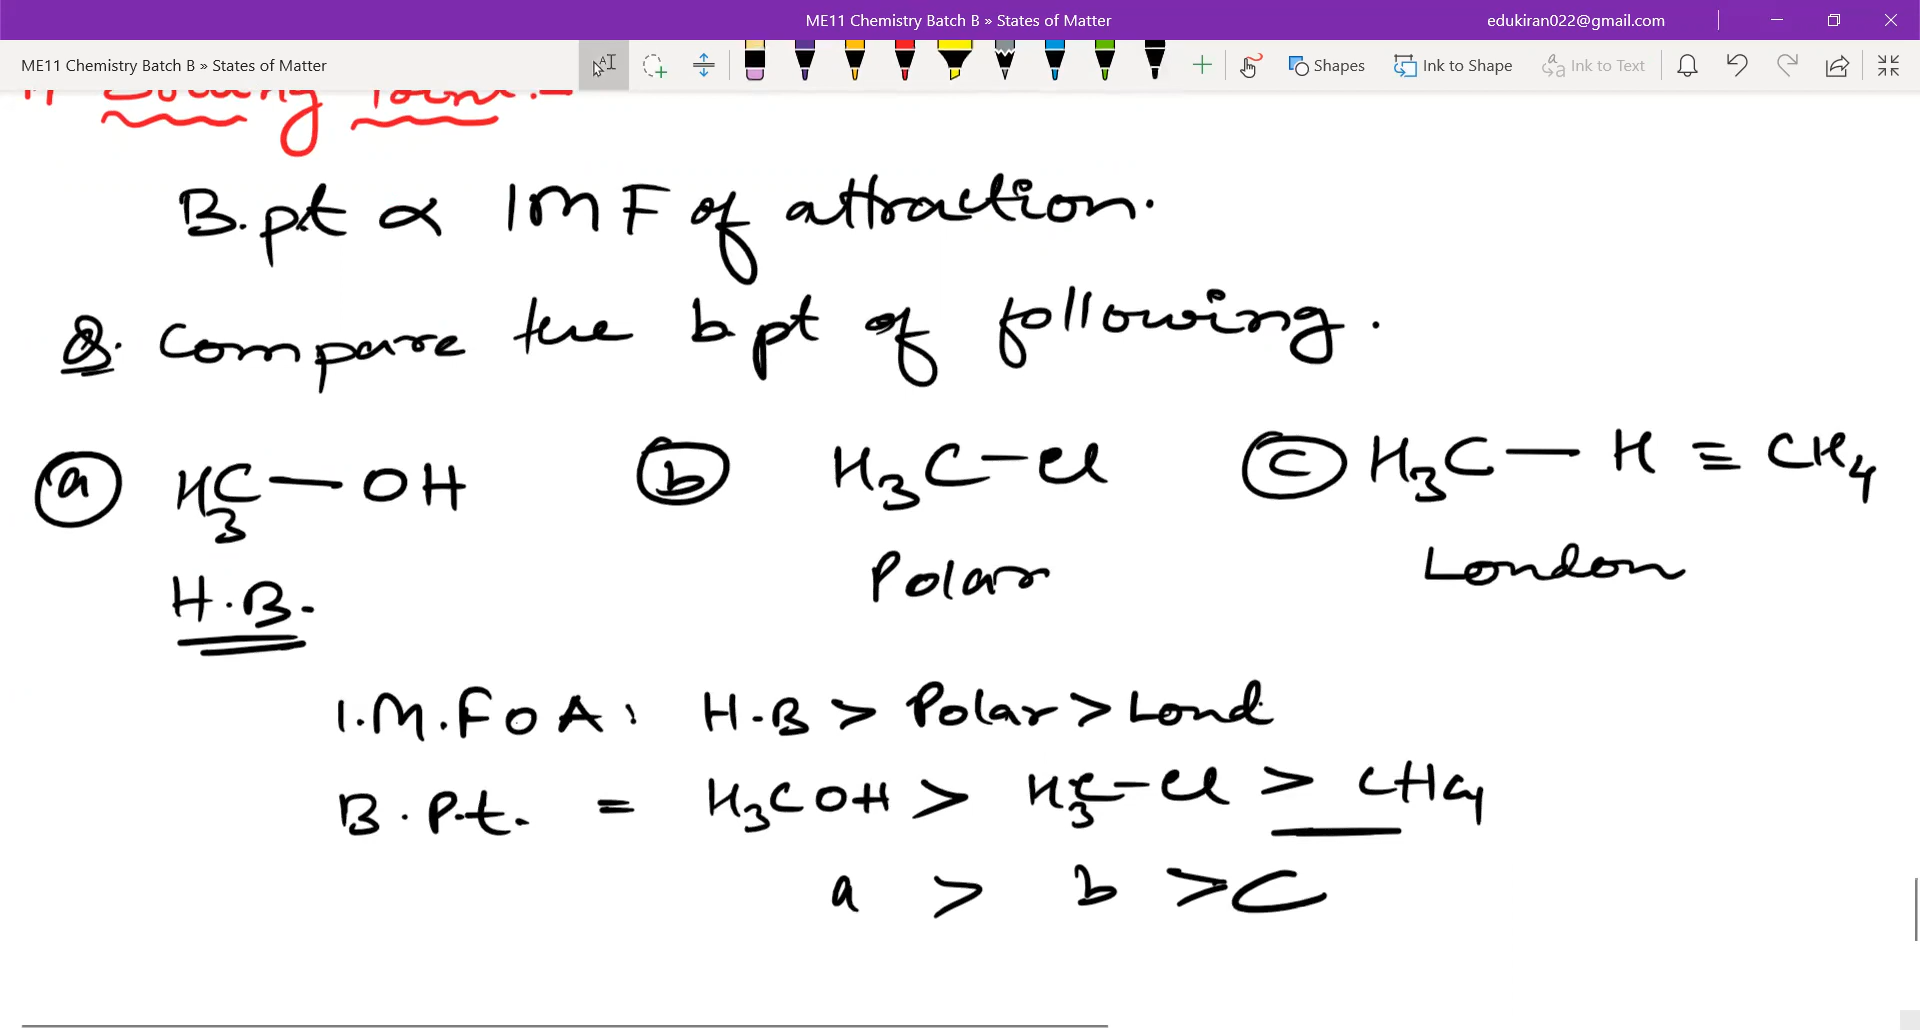 ME11 Chemistry Batch B » States of Matter edukiran022@gmail.com
ME11 Chemistry Batch B » States of Matter Shapes Ink to Shape Ink to Text
Boiling Point :-
B.pt ∝ IMF of attraction.
Q. Compare the b.pt of following.
a H3C — OH b H3C – Cl c H3C — H ≡ CH4
H.B. Polar London
I.M.F O A : H-B > Polar > Lond
B.P.t. = H3COH > H3C – Cl > CH4
a > b > C